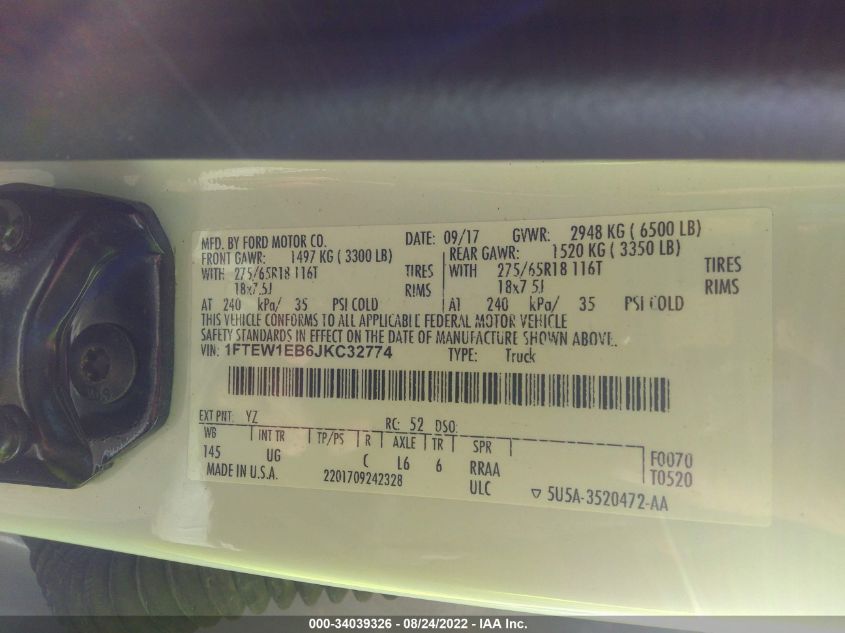 MFD. BY FORD MOTOR CO. DATE: 09/17 GVWR: 2948 KG ( 6500 LB)
FRONT GAWR: 1497 KG ( 3300 LB) REAR GAWR: 1520 KG ( 3350 LB)
WITH 275/65R18 116T TIRES WITH 275/65R18 116T TIRES
18x7.5J RIMS 18x7.5J RIMS
AT 240 kPa/ 35 PSI COLD AT 240 kPa/ 35 PSI COLD
THIS VEHICLE CONFORMS TO ALL APPLICABLE FEDERAL MOTOR VEHICLE
SAFETY STANDARDS IN EFFECT ON THE DATE OF MANUFACTURE SHOWN ABOVE.
VIN: 1FTEW1EB6JKC32774 TYPE: Truck
EXT PNT: YZ RC: 52 DSO:
WB INT TR TP/PS R AXLE TR SPR
145 UG C L6 6 RRAA F0070
ULC T0520
MADE IN U.S.A. 2201709242328 ▽ 5U5A-3520472-AA
000-34039326 - 08/24/2022 - IAA Inc.